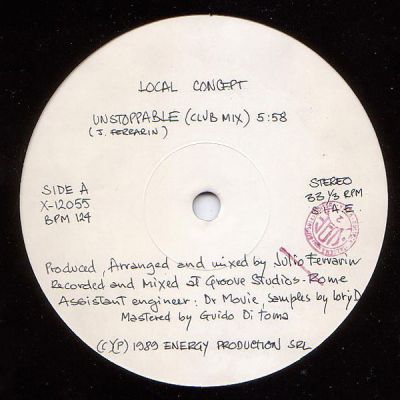 LOCAL CONCEPT
UNSTOPPABLE (CLUB MIX) 5:58
(J. FERRARIN)
SIDE A
X-12055
BPM 124
STEREO
33 1/3 RPM
S.I.A.E.
Produced, Arranged and mixed by Julio Ferrarin
Recorded and Mixed at Groove Studios - Rome
Assistant engineer: Dr Movie, samples by Lory D
Mastered by Guido Di Toma
(C)(P) 1989 ENERGY PRODUCTION SRL